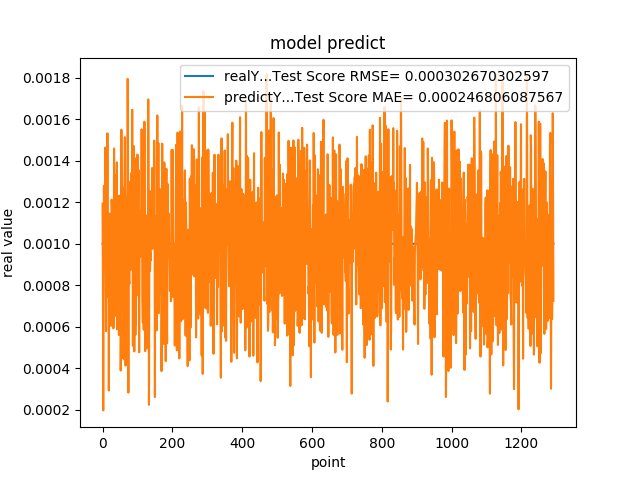 model predict
realY...Test Score RMSE= 0.000302670302597
predictY...Test Score MAE= 0.000246806087567
0.0018
0.0016
0.0014
0.0012
0.0010
0.0008
0.0006
0.0004
0.0002
real value
0 200 400 600 800 1000 1200
point